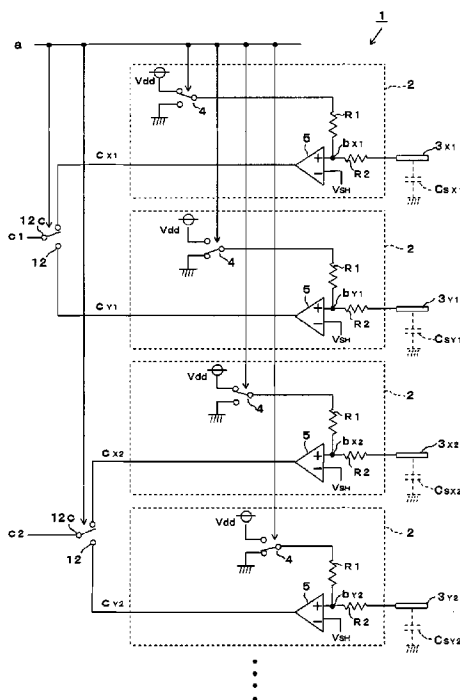 1
a
2
Vdd
4
R1
5
bX1
3X1
CX1
+
−
R2
VSH
CSX1
12c
c1
12
2
Vdd
4
R1
5
bY1
3Y1
CY1
+
−
R2
VSH
CSY1
2
Vdd
4
R1
5
bX2
3X2
CX2
+
−
R2
VSH
CSX2
12c
c2
12
2
Vdd
4
R1
5
bY2
3Y2
CY2
+
−
R2
VSH
CSY2